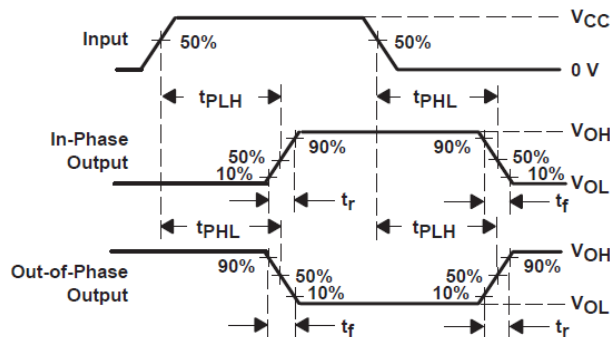 Input 50% 50% VCC
0 V
tPLH tPHL
In-Phase Output 50% 10% 90% 90% 50% 10% VOH
VOL
tr tf
tPHL tPLH
Out-of-Phase Output 90% 50% 10% 50% 10% 90% VOH
VOL
tf tr